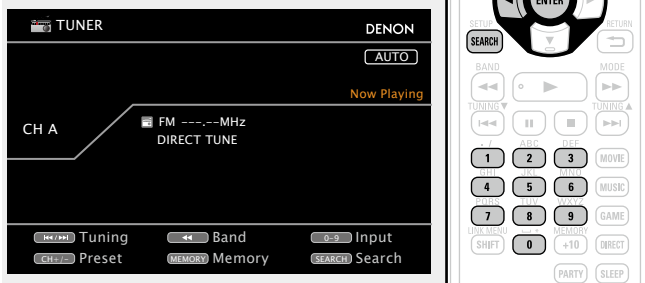 TUNER
DENON
AUTO
Now Playing
CH A
FM ---.--MHz
DIRECT TUNE
Tuning
Band
0-9 Input
CH+/- Preset
MEMORY Memory
SEARCH Search
ENTER
SETUP
RETURN
SEARCH
BAND
MODE
TUNING▼
TUNING▲
. /
ABC
DEF
1
2
3
MOVIE
GHI
JKL
MNO
4
5
6
MUSIC
PQRS
TUV
WXYZ
7
8
9
GAME
LINK MENU
MEMORY
SHIFT
0
+10
DIRECT
PARTY
SLEEP